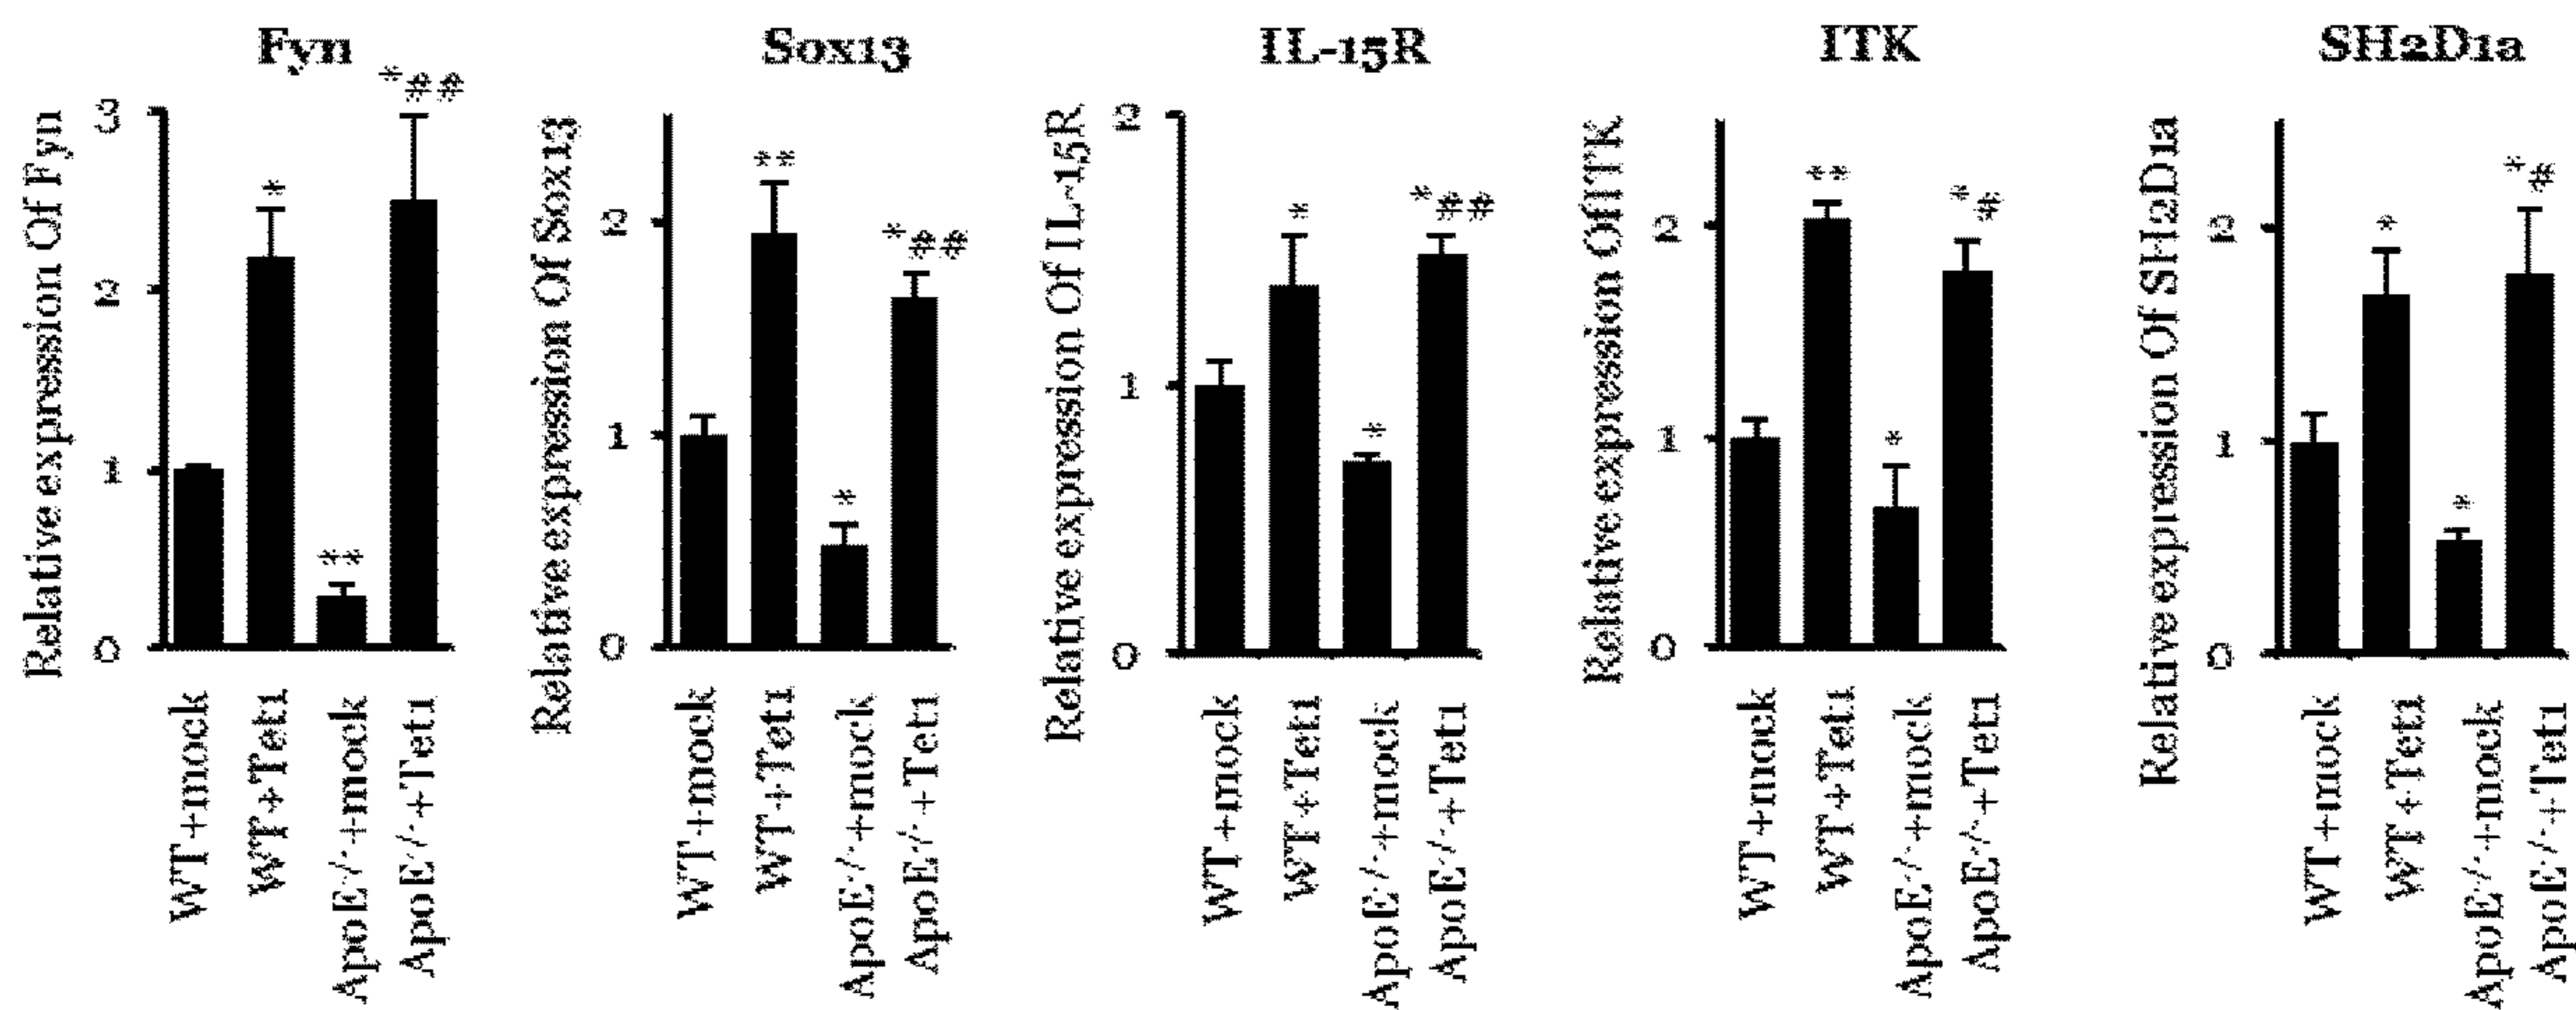 Fyn
Relative expression Of Fyn
3
2
1
0
*
**
*##
WT+mock
WT+Tet1
ApoE-/-+mock
ApoE-/-+Tet1
Sox13
Relative expression Of Sox13
2
1
0
**
*
*##
WT+mock
WT+Tet1
ApoE-/-+mock
ApoE-/-+Tet1
IL-15R
Relative expression Of IL-15R
2
1
0
*
*
*##
WT+mock
WT+Tet1
ApoE-/-+mock
ApoE-/-+Tet1
ITK
Relative expression OfITK
2
1
0
**
*
*#
WT+mock
WT+Tet1
ApoE-/-+mock
ApoE-/-+Tet1
SH2D1a
Relative expression Of SH2D1a
2
1
0
*
*
*#
WT+mock
WT+Tet1
ApoE-/-+mock
ApoE-/-+Tet1